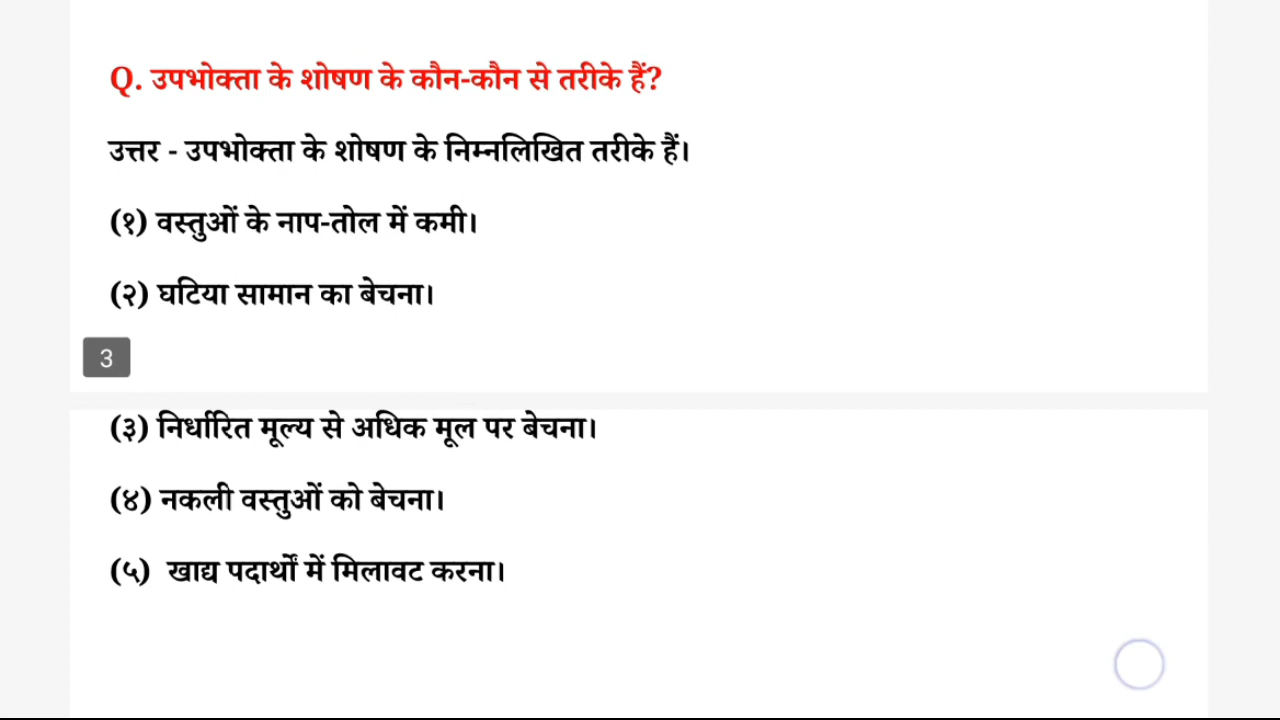 Q. उपभोक्ता के शोषण के कौन-कौन से तरीके हैं?
उत्तर - उपभोक्ता के शोषण के निम्नलिखित तरीके हैं।
(१) वस्तुओं के नाप-तोल में कमी।
(२) घटिया सामान का बेचना।
3
(३) निर्धारित मूल्य से अधिक मूल पर बेचना।
(४) नकली वस्तुओं को बेचना।
(५) खाद्य पदार्थों में मिलावट करना।